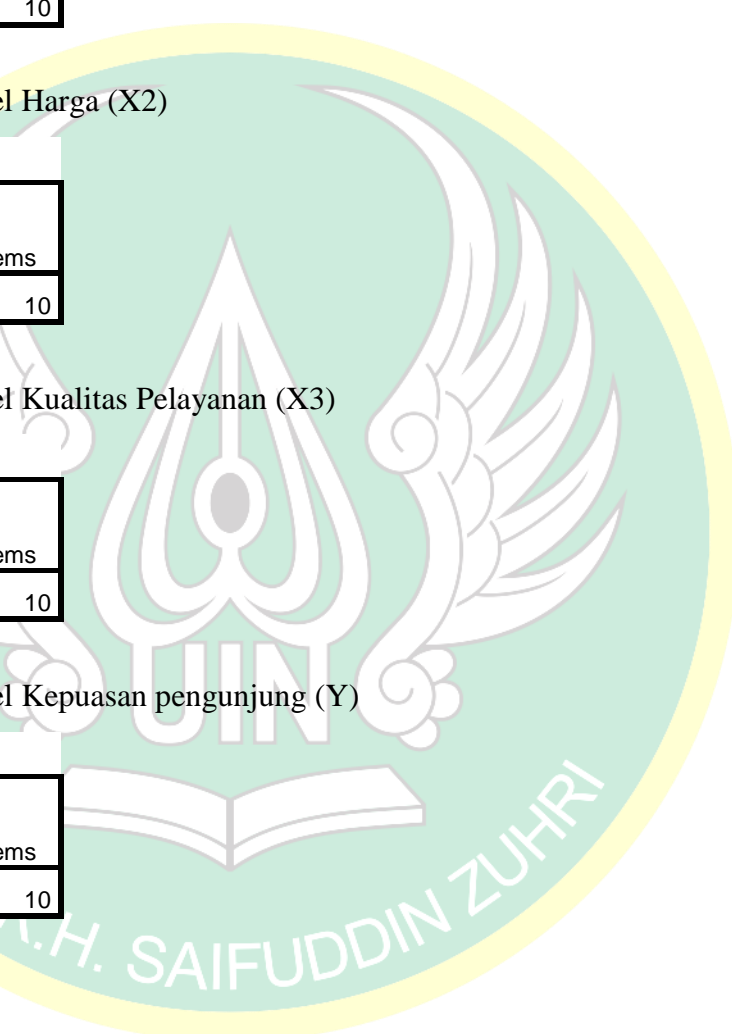 10
el Harga (X2)
ems
10
el Kualitas Pelayanan (X3)
ems
10
el Kepuasan pengunjung (Y)
ems
10
UIN
K.H. SAIFUDDIN ZUHRI